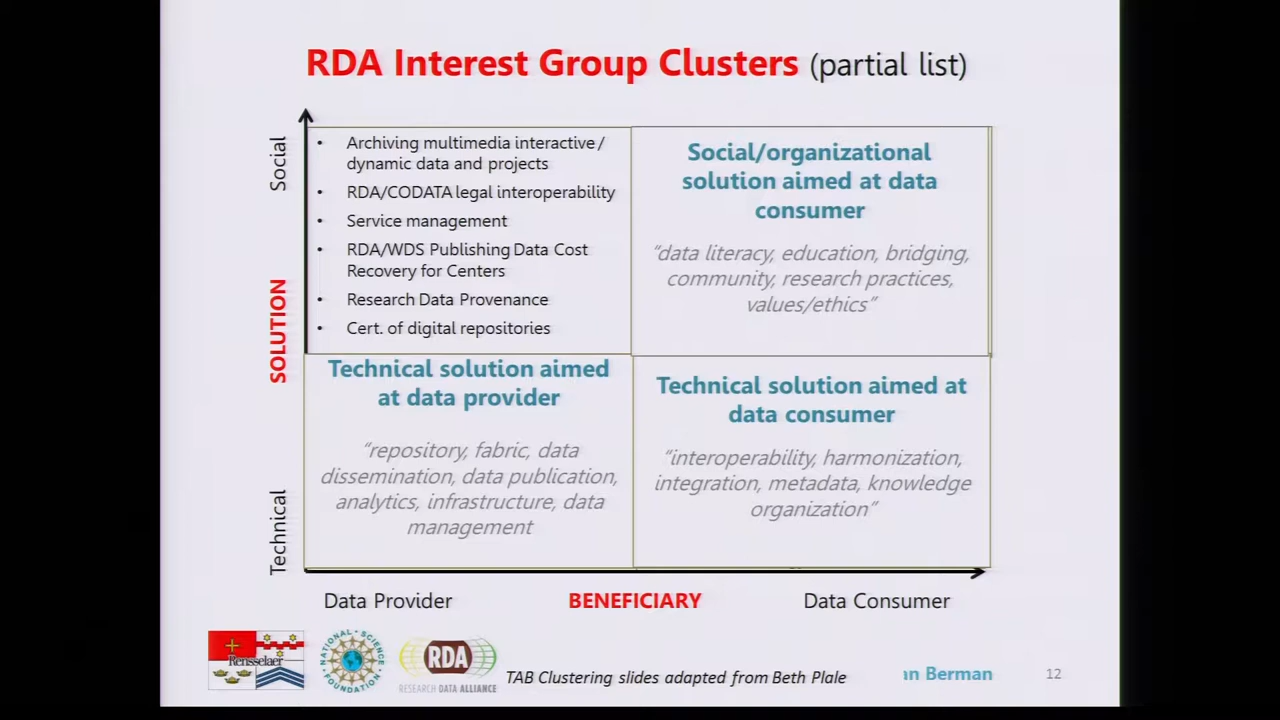 RDA Interest Group Clusters (partial list)
Social
SOLUTION
Technical
• Archiving multimedia interactive/
dynamic data and projects
• RDA/CODATA legal interoperability
• Service management
• RDA/WDS Publishing Data Cost
Recovery for Centers
• Research Data Provenance
• Cert. of digital repositories
Social/organizational
solution aimed at data
consumer
“data literacy, education, bridging,
community, research practices,
values/ethics”
Technical solution aimed
at data provider
“repository, fabric, data
dissemination, data publication,
analytics, infrastructure, data
management
Technical solution aimed at
data consumer
“interoperability, harmonization,
integration, metadata, knowledge
organization”
Data Provider
BENEFICIARY
Data Consumer
Rensselaer
NATIONAL SCIENCE FOUNDATION
RDA
RESEARCH DATA ALLIANCE
TAB Clustering slides adapted from Beth Plale
Berman
12